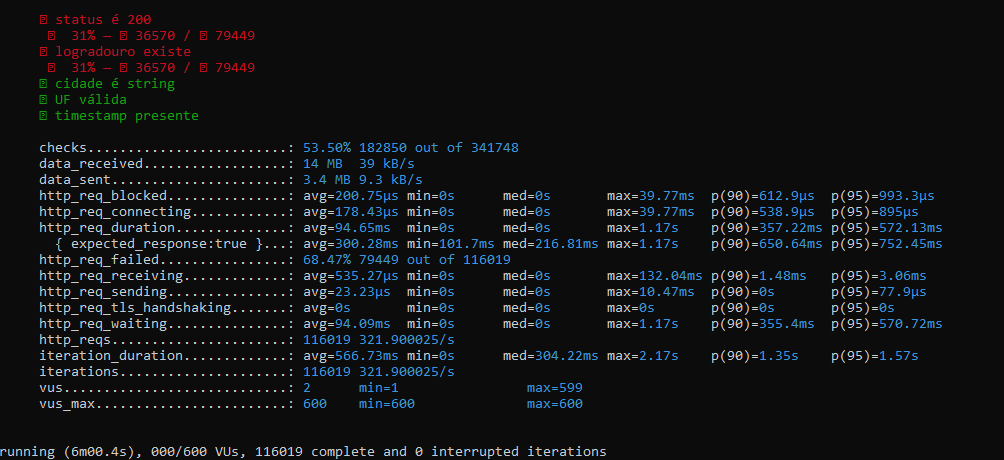 status é 200
31% — 36570 / 79449
logradouro existe
31% — 36570 / 79449
cidade é string
UF válida
timestamp presente
checks.........................: 53.50% 182850 out of 341748
data_received..................: 14 MB 39 kB/s
data_sent......................: 3.4 MB 9.3 kB/s
http_req_blocked...............: avg=200.75µs min=0s med=0s max=39.77ms p(90)=612.9µs p(95)=993.3µs
http_req_connecting............: avg=178.43µs min=0s med=0s max=39.77ms p(90)=538.9µs p(95)=895µs
http_req_duration..............: avg=94.65ms min=0s med=0s max=1.17s p(90)=357.22ms p(95)=572.13ms
{ expected_response:true }...: avg=300.28ms min=101.7ms med=216.81ms max=1.17s p(90)=650.64ms p(95)=752.45ms
http_req_failed................: 68.47% 79449 out of 116019
http_req_receiving.............: avg=535.27µs min=0s med=0s max=132.04ms p(90)=1.48ms p(95)=3.06ms
http_req_sending...............: avg=23.23µs min=0s med=0s max=10.47ms p(90)=0s p(95)=77.9µs
http_req_tls_handshaking.......: avg=0s min=0s med=0s max=0s p(90)=0s p(95)=0s
http_req_waiting...............: avg=94.09ms min=0s med=0s max=1.17s p(90)=355.4ms p(95)=570.72ms
http_reqs......................: 116019 321.900025/s
iteration_duration.............: avg=566.73ms min=0s med=304.22ms max=2.17s p(90)=1.35s p(95)=1.57s
iterations.....................: 116019 321.900025/s
vus............................: 2 min=1 max=599
vus_max........................: 600 min=600 max=600
running (6m00.4s), 000/600 VUs, 116019 complete and 0 interrupted iterations